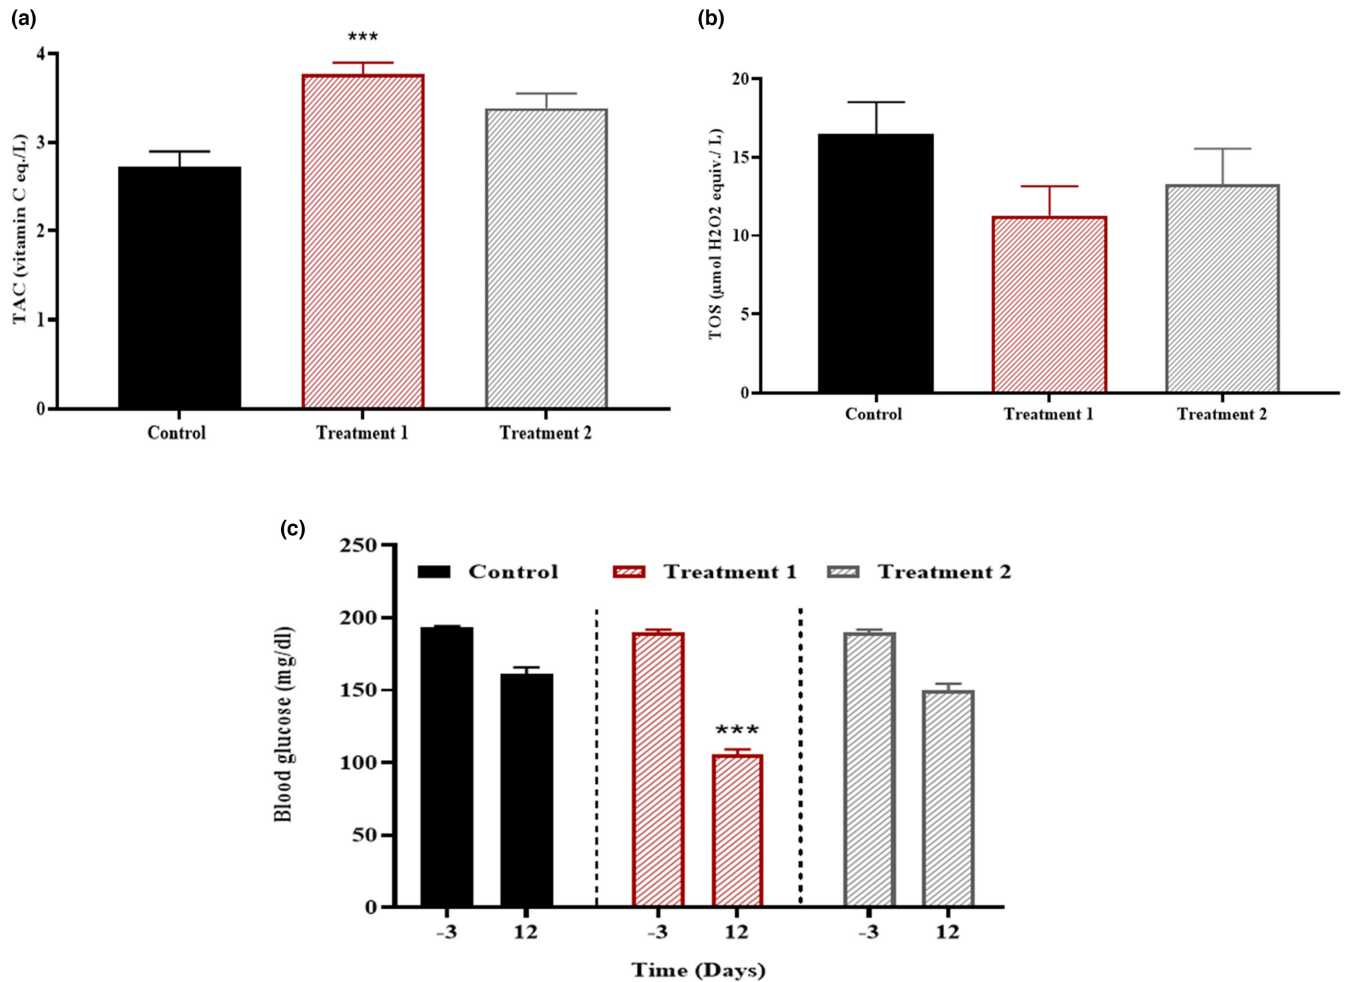 (a)
***
4
3
2
1
0
TAC (vitamin C eq./L)
Control Treatment 1 Treatment 2
(b)
20
15
10
5
0
TOS (µmol H2O2 equiv./ L)
Control Treatment 1 Treatment 2
(c)
250
200
150
100
50
0
Blood glucose (mg/dl)
Control Treatment 1 Treatment 2
***
-3 12 -3 12 -3 12
Time (Days)